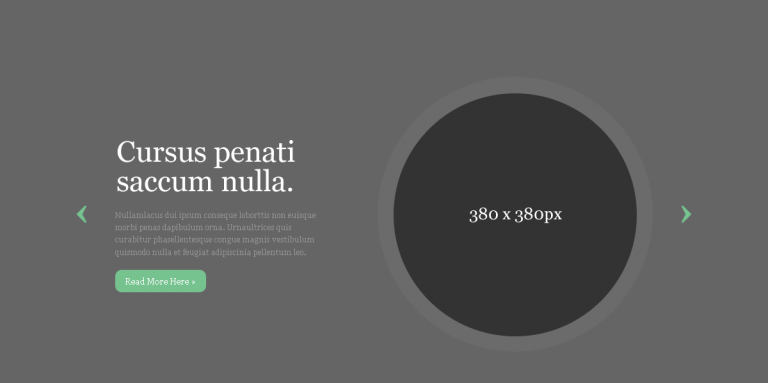 Cursus penati
saccum nulla.
Nullamlacus dui ipsum conseque loborttis non euisque
morbi penas dapibulum orna. Urnaultrices quis
curabitur phasellentesque congue magnis vestibulum
quismodo nulla et feugiat adipiscinia pellentum leo.
Read More Here »
380 x 380px